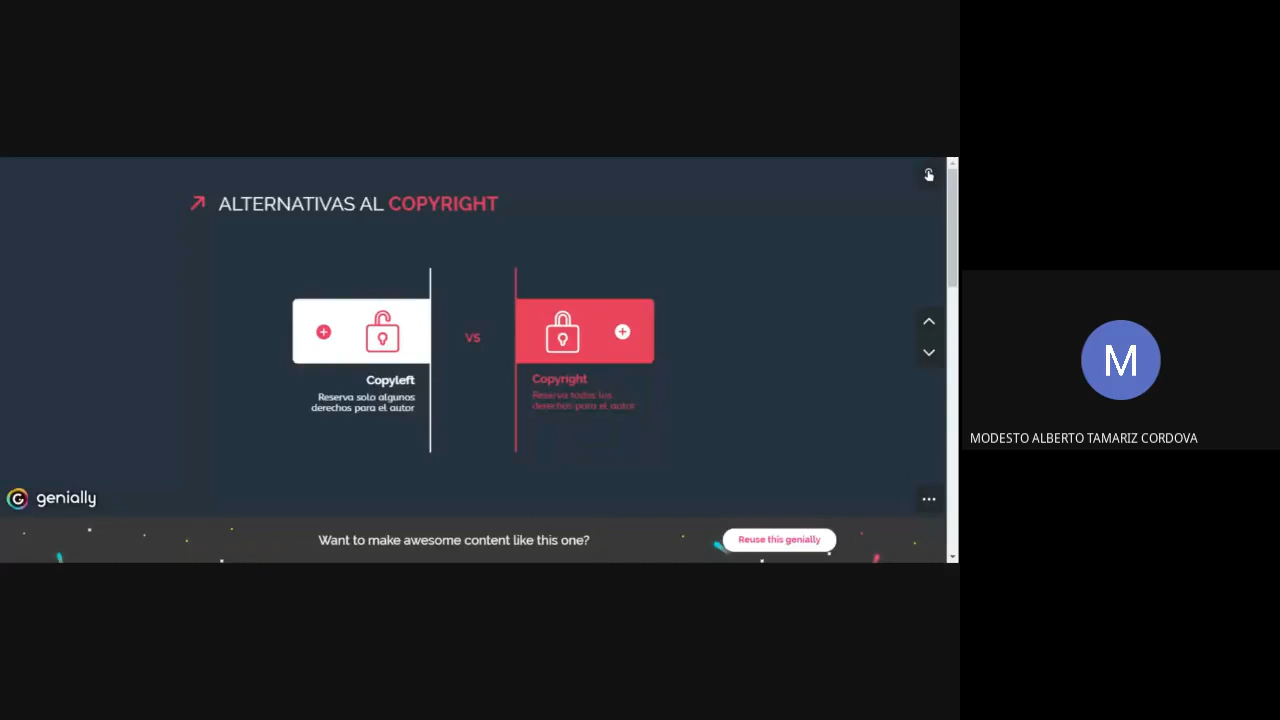 ALTERNATIVAS AL COPYRIGHT
VS
Copyleft
Reserva solo algunos
derechos para el autor
Copyright
Reserva todos los
derechos para el autor
G genially
Want to make awesome content like this one?
Reuse this genially
M
MODESTO ALBERTO TAMARIZ CORDOVA